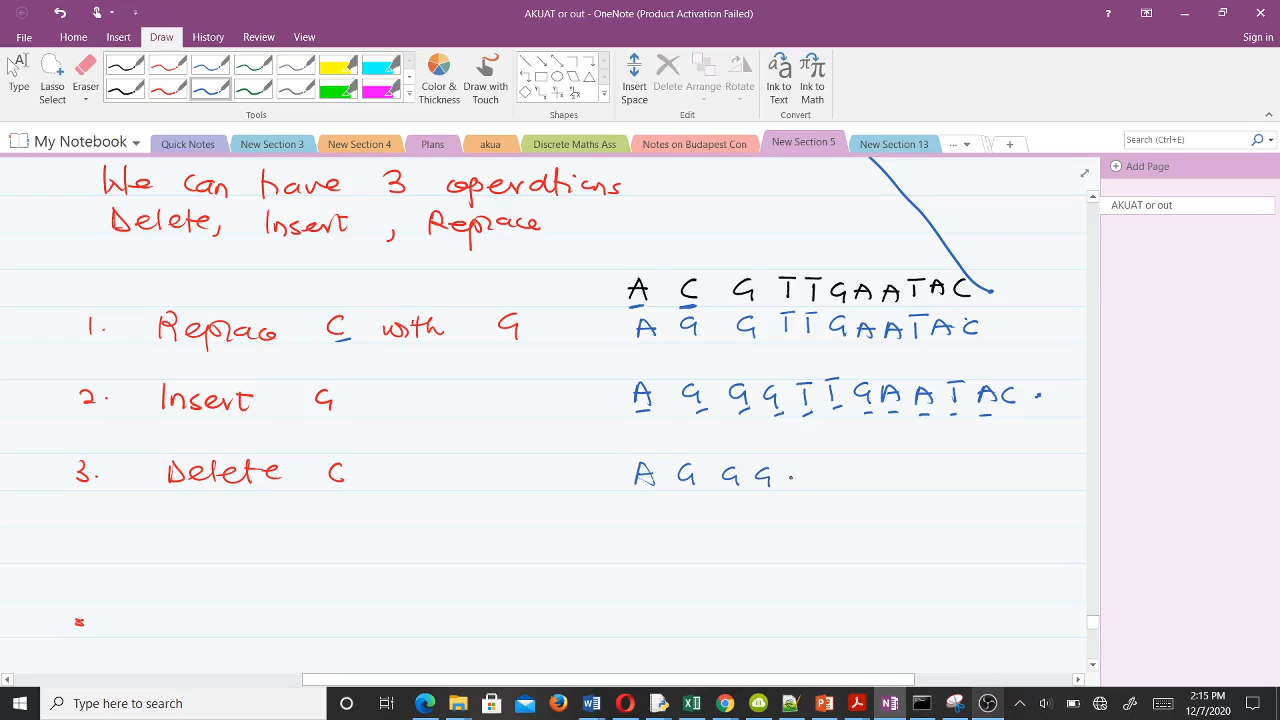 AKUAT or out - OneNote (Product Activation Failed)
? Sign in
File Home Insert Draw History Review View
Type Lasso Select Eraser Color & Thickness Draw with Touch Insert Space Delete Arrange Rotate Ink to Text Ink to Math
Tools Shapes Edit Convert
My Notebook Quick Notes New Section 3 New Section 4 Plans akua Discrete Maths Ass Notes on Budapest Con New Section 5 New Section 13 ... Search (Ctrl+E)
Add Page
AKUAT or out
We can have 3 operations
Delete, Insert, Replace
A C G T T G A A T A C
1. Replace C with G A G G T T G A A T A C
2. Insert G A G G G T T G A A T A C .
3. Delete C A G G G
Type here to search
2:15 PM
12/7/2020